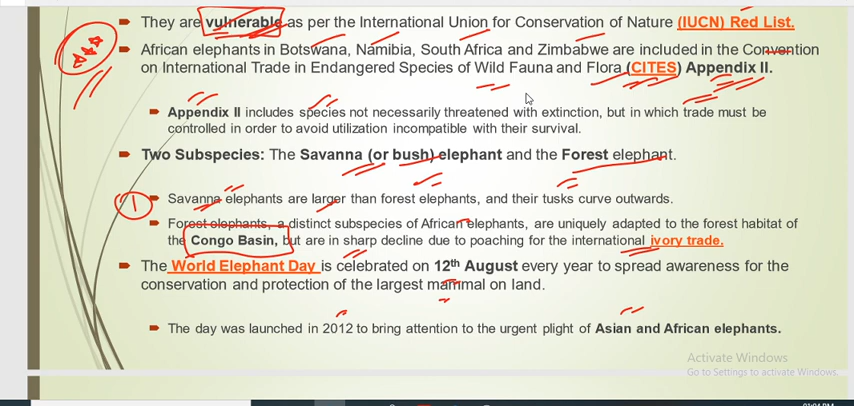 They are vulnerable as per the International Union for Conservation of Nature (IUCN) Red List.
African elephants in Botswana, Namibia, South Africa and Zimbabwe are included in the Convention
on International Trade in Endangered Species of Wild Fauna and Flora (CITES) Appendix II.
Appendix II includes species not necessarily threatened with extinction, but in which trade must be
controlled in order to avoid utilization incompatible with their survival.
Two Subspecies: The Savanna (or bush) elephant and the Forest elephant.
1
Savanna elephants are larger than forest elephants, and their tusks curve outwards.
Forest elephants, a distinct subspecies of African elephants, are uniquely adapted to the forest habitat of
the Congo Basin, but are in sharp decline due to poaching for the international ivory trade.
The World Elephant Day is celebrated on 12th August every year to spread awareness for the
conservation and protection of the largest mammal on land.
The day was launched in 2012 to bring attention to the urgent plight of Asian and African elephants.
Activate Windows
Go to Settings to activate Windows.